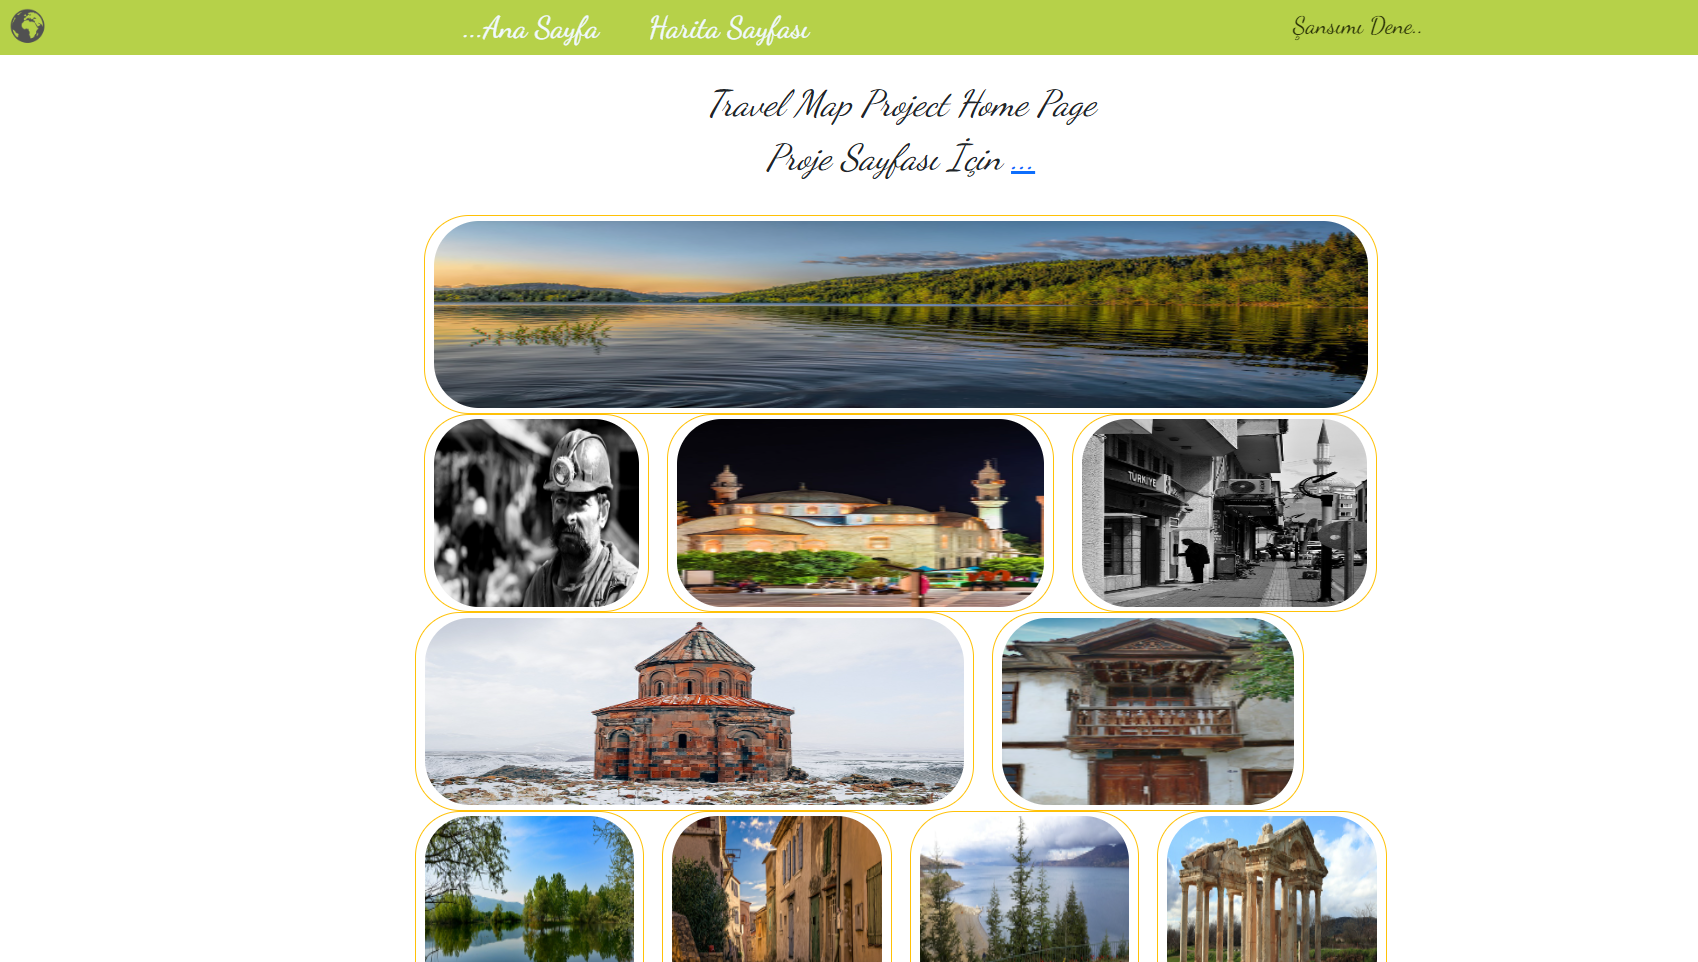 ...Ana Sayfa Harita Sayfası Şansımı Dene..
Travel Map Project Home Page
Proje Sayfası İçin ...
TÜRKİYE